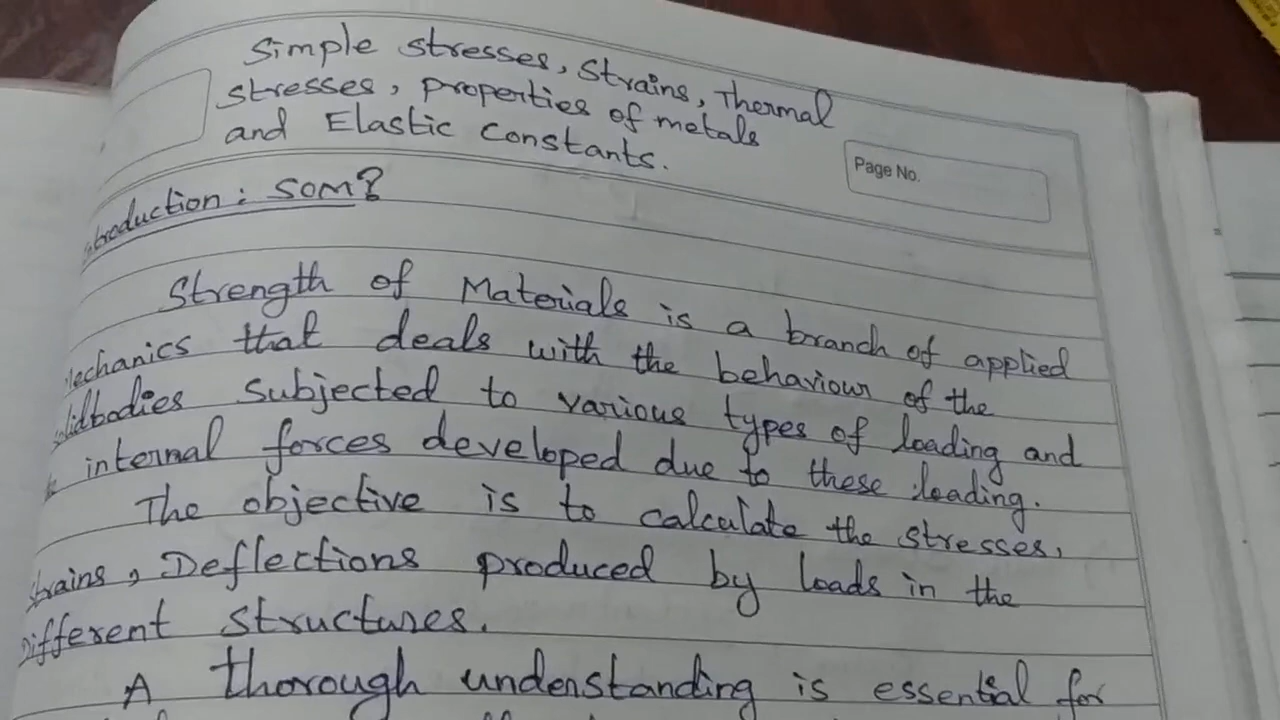 Simple stresses, Strains, Thermal
stresses, properties of metals
and Elastic Constants.
Page No.
Introduction: SOM?
Strength of Materials is a branch of applied
Mechanics that deals with the behaviour of the
solidbodies subjected to various types of loading and
the internal forces developed due to these loading.
The objective is to calculate the stresses,
strains, Deflections produced by loads in the
Different structures.
A thorough understanding is essential for